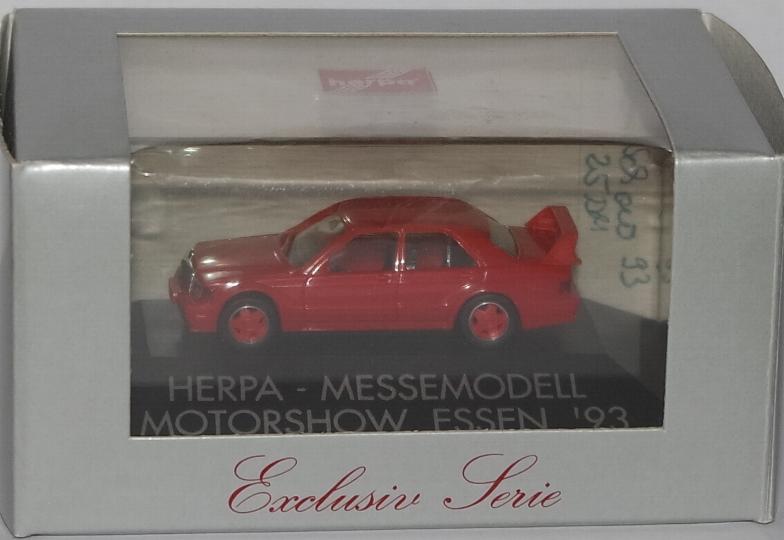 herpa
HERPA - MESSEMODELL
MOTORSHOW ESSEN '93
Exclusiv Serie